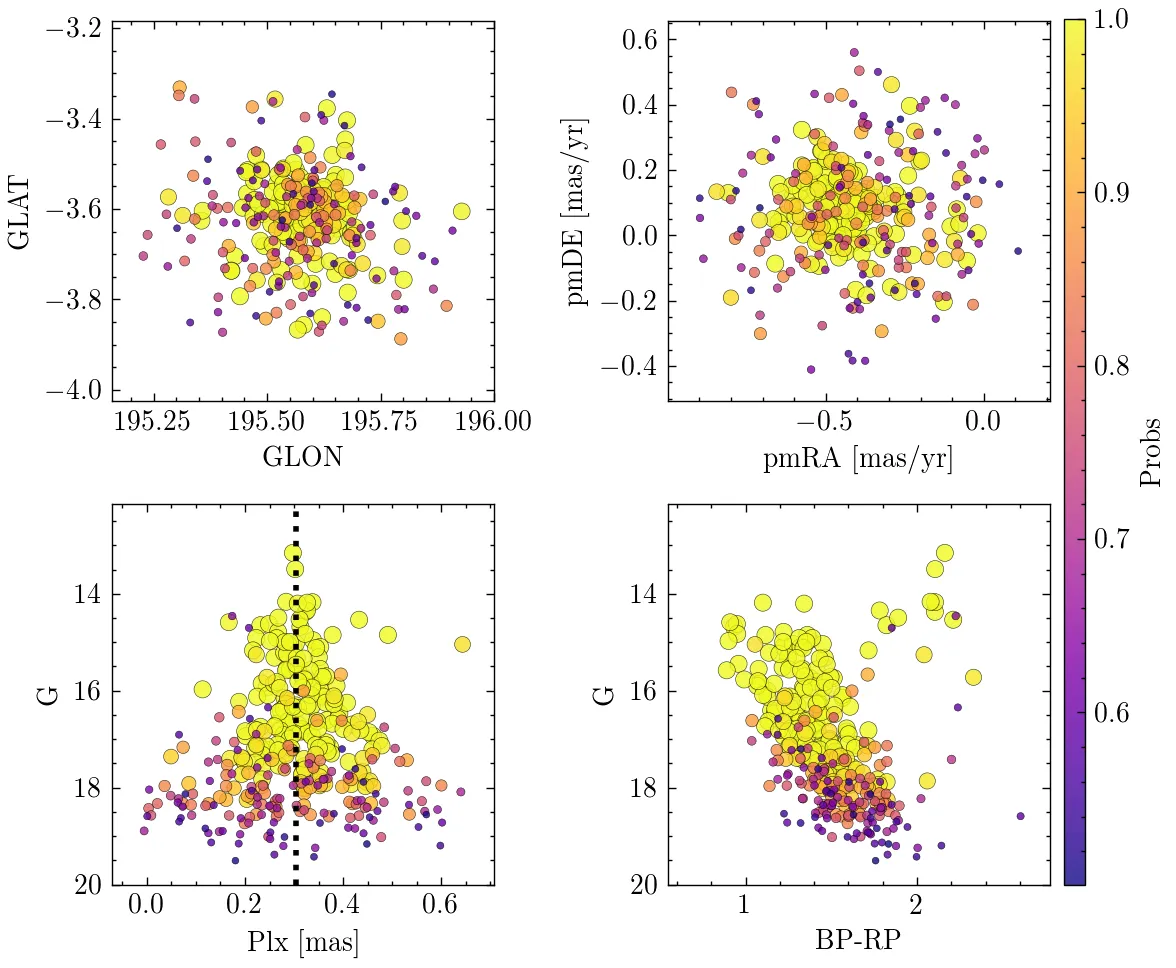 −3.2
−3.4
−3.6
−3.8
−4.0
GLAT
195.25 195.50 195.75 196.00
GLON
0.6
0.4
0.2
0.0
−0.2
−0.4
pmDE [mas/yr]
−0.5 0.0
pmRA [mas/yr]
14
16
18
20
G
0.0 0.2 0.4 0.6
Plx [mas]
14
16
18
20
G
1 2
BP-RP
1.0
0.9
0.8
0.7
0.6
Probs